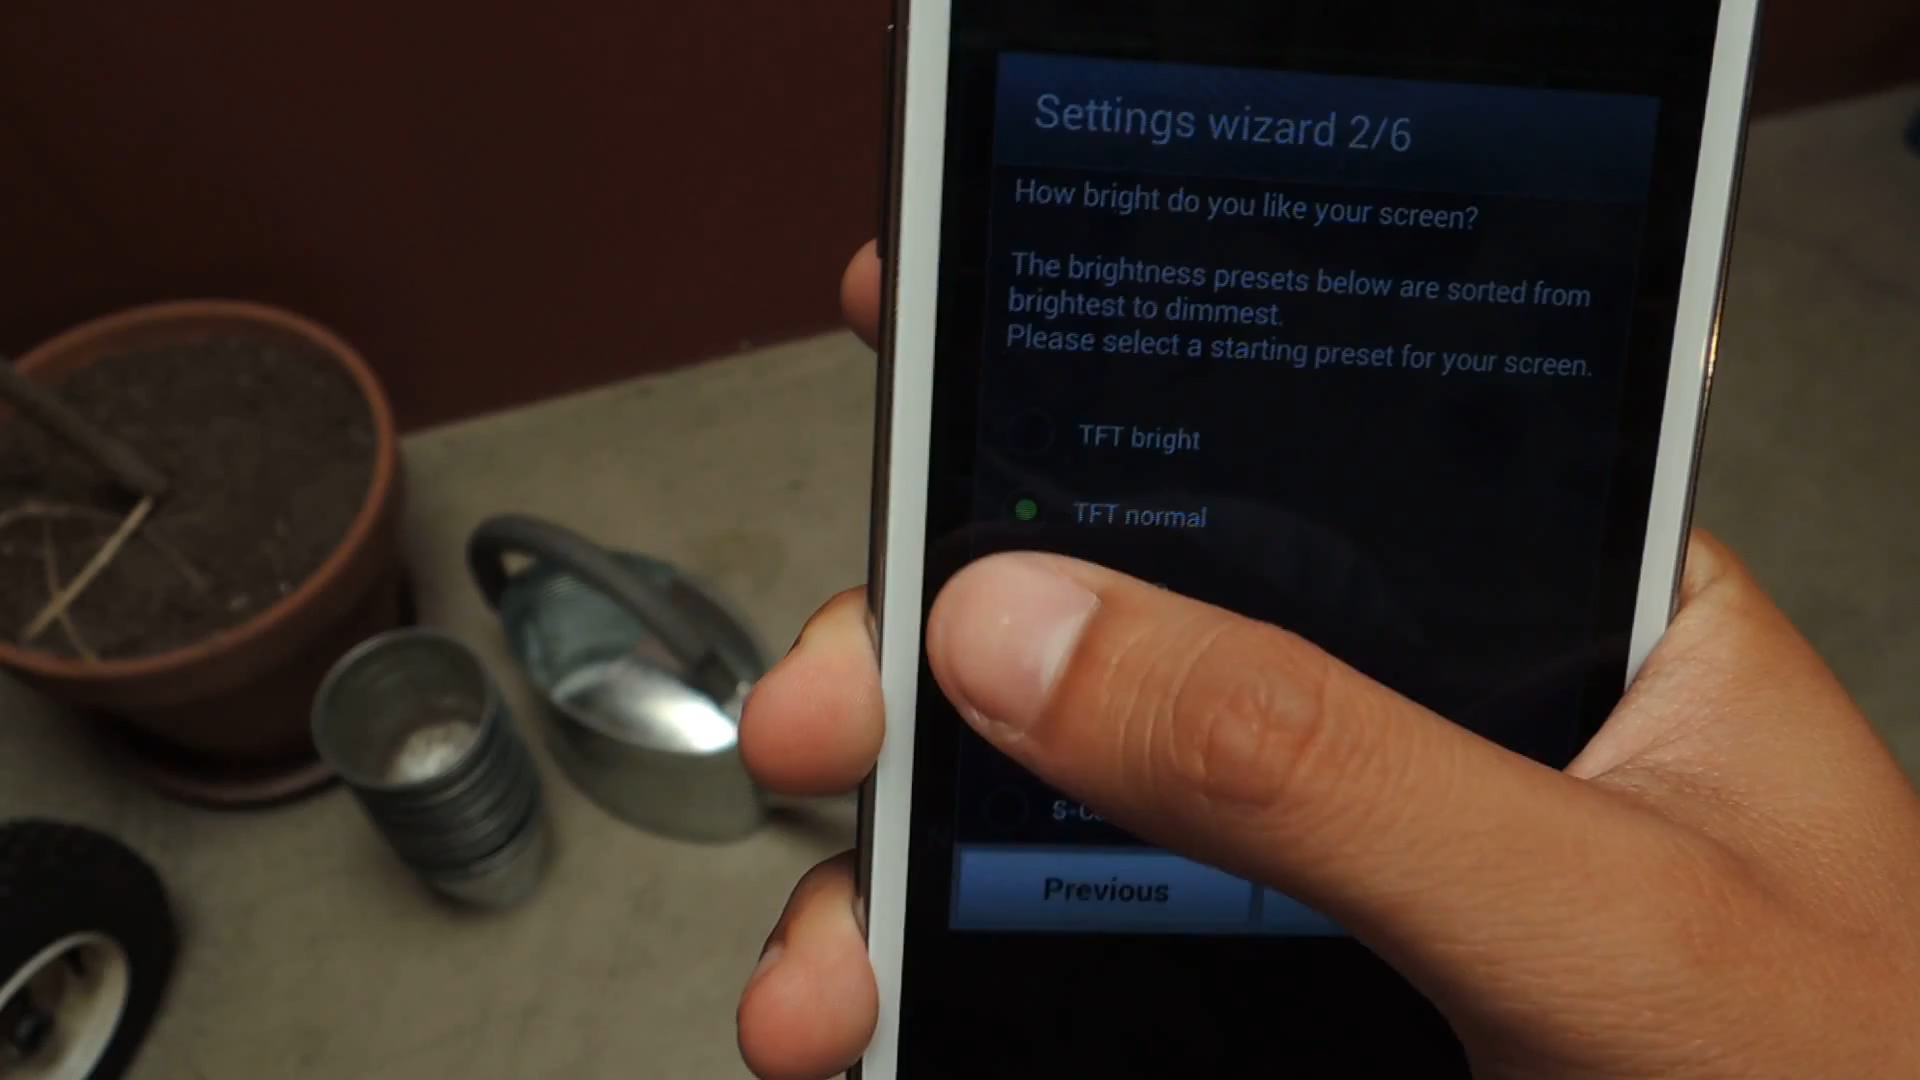 Settings wizard 2/6
How bright do you like your screen?
The brightness presets below are sorted from
brightest to dimmest.
Please select a starting preset for your screen.
TFT bright
TFT normal
Previous